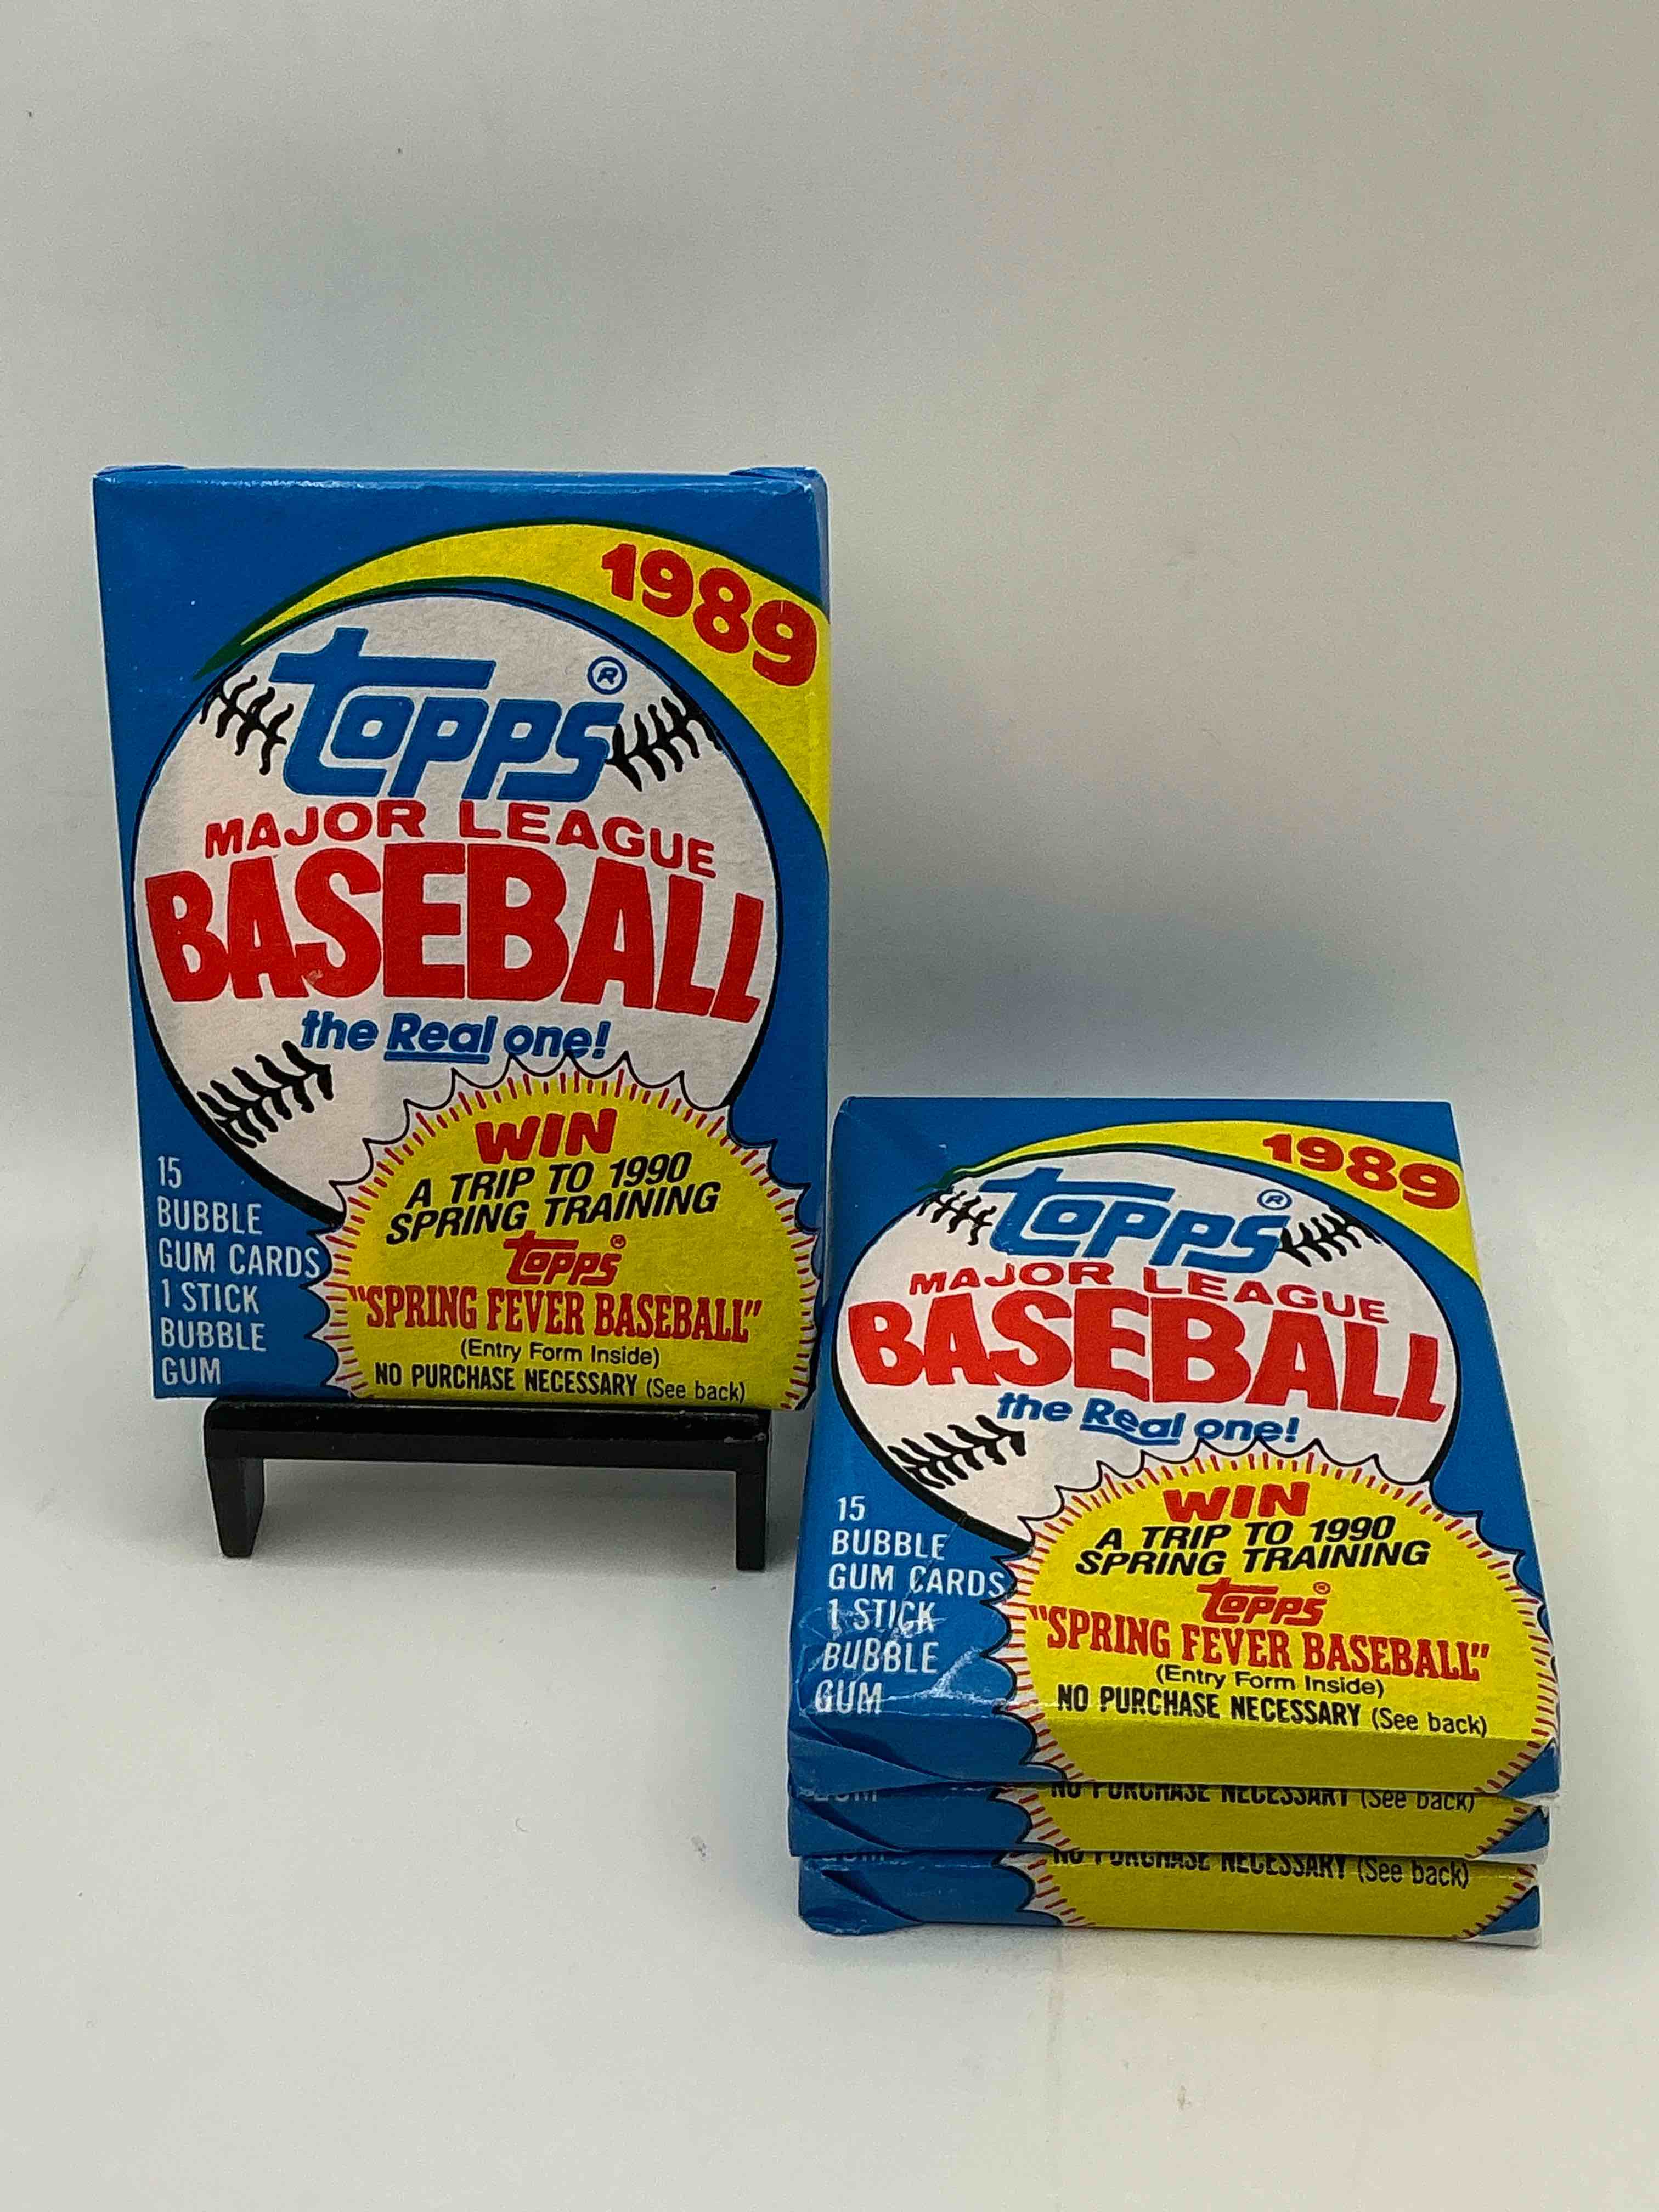 1989
topps®
MAJOR LEAGUE
BASEBALL
the Real one!
15
BUBBLE
GUM CARDS
1 STICK
BUBBLE
GUM
WIN
A TRIP TO 1990
SPRING TRAINING
topps®
"SPRING FEVER BASEBALL"
(Entry Form Inside)
NO PURCHASE NECESSARY (See back)
1989
topps®
MAJOR LEAGUE
BASEBALL
the Real one!
15
BUBBLE
GUM CARDS
1 STICK
BUBBLE
GUM
WIN
A TRIP TO 1990
SPRING TRAINING
topps®
"SPRING FEVER BASEBALL"
(Entry Form Inside)
NO PURCHASE NECESSARY (See back)
GUM NO PURCHASE NECESSARY (See back)
GUM NO PURCHASE NECESSARY (See back)